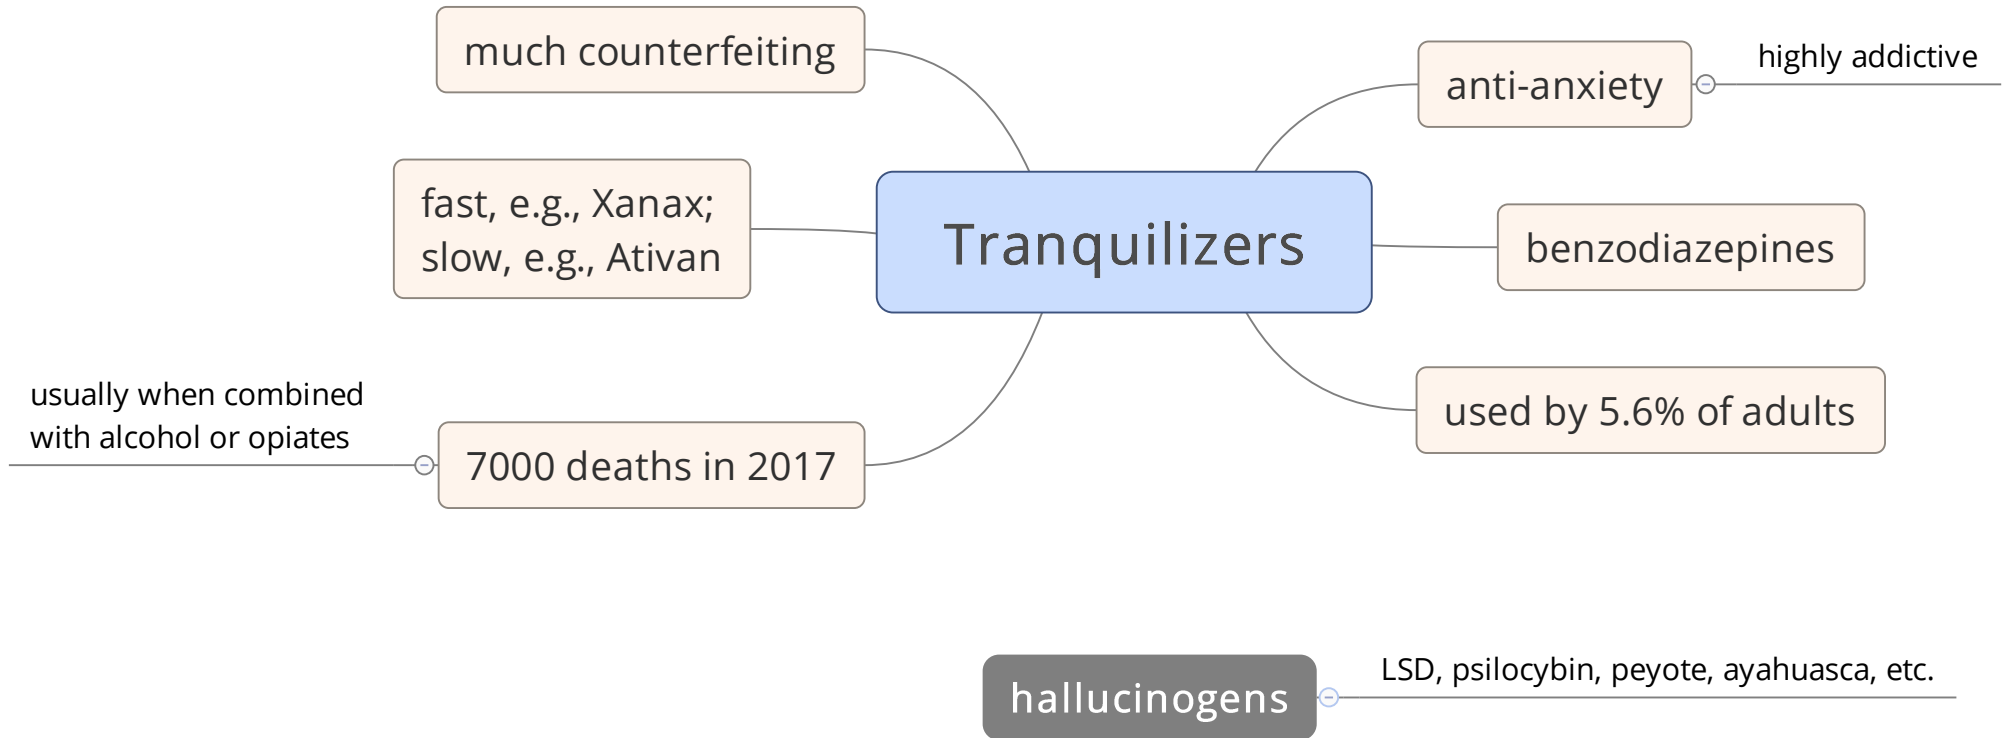 Tranquilizers
anti-anxiety
highly addictive
benzodiazepines
used by 5.6% of adults
much counterfeiting
fast, e.g., Xanax;
slow, e.g., Ativan
7000 deaths in 2017
usually when combined
with alcohol or opiates
hallucinogens
LSD, psilocybin, peyote, ayahuasca, etc.